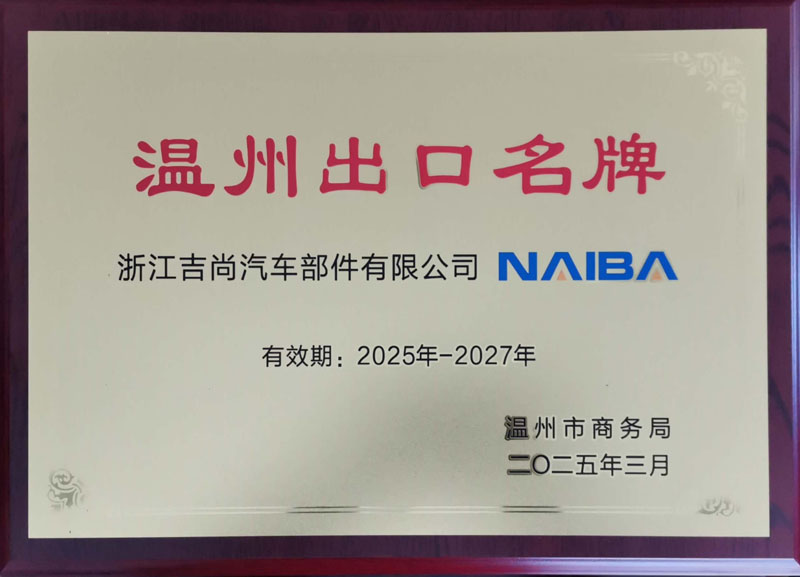 温州出口名牌
浙江吉尚汽车部件有限公司 NAIBA
有效期：2025年-2027年
温州市商务局
二〇二五年三月